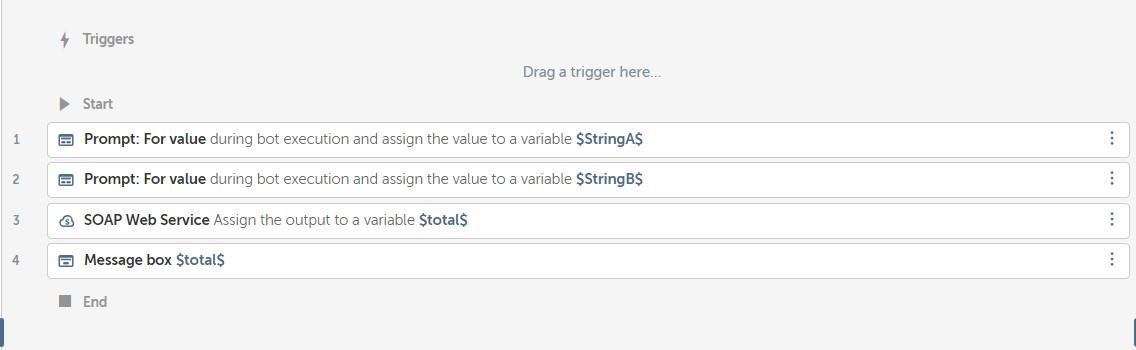 Triggers
Drag a trigger here...
Start
1 Prompt: For value during bot execution and assign the value to a variable $StringA$
2 Prompt: For value during bot execution and assign the value to a variable $StringB$
3 SOAP Web Service Assign the output to a variable $total$
4 Message box $total$
End